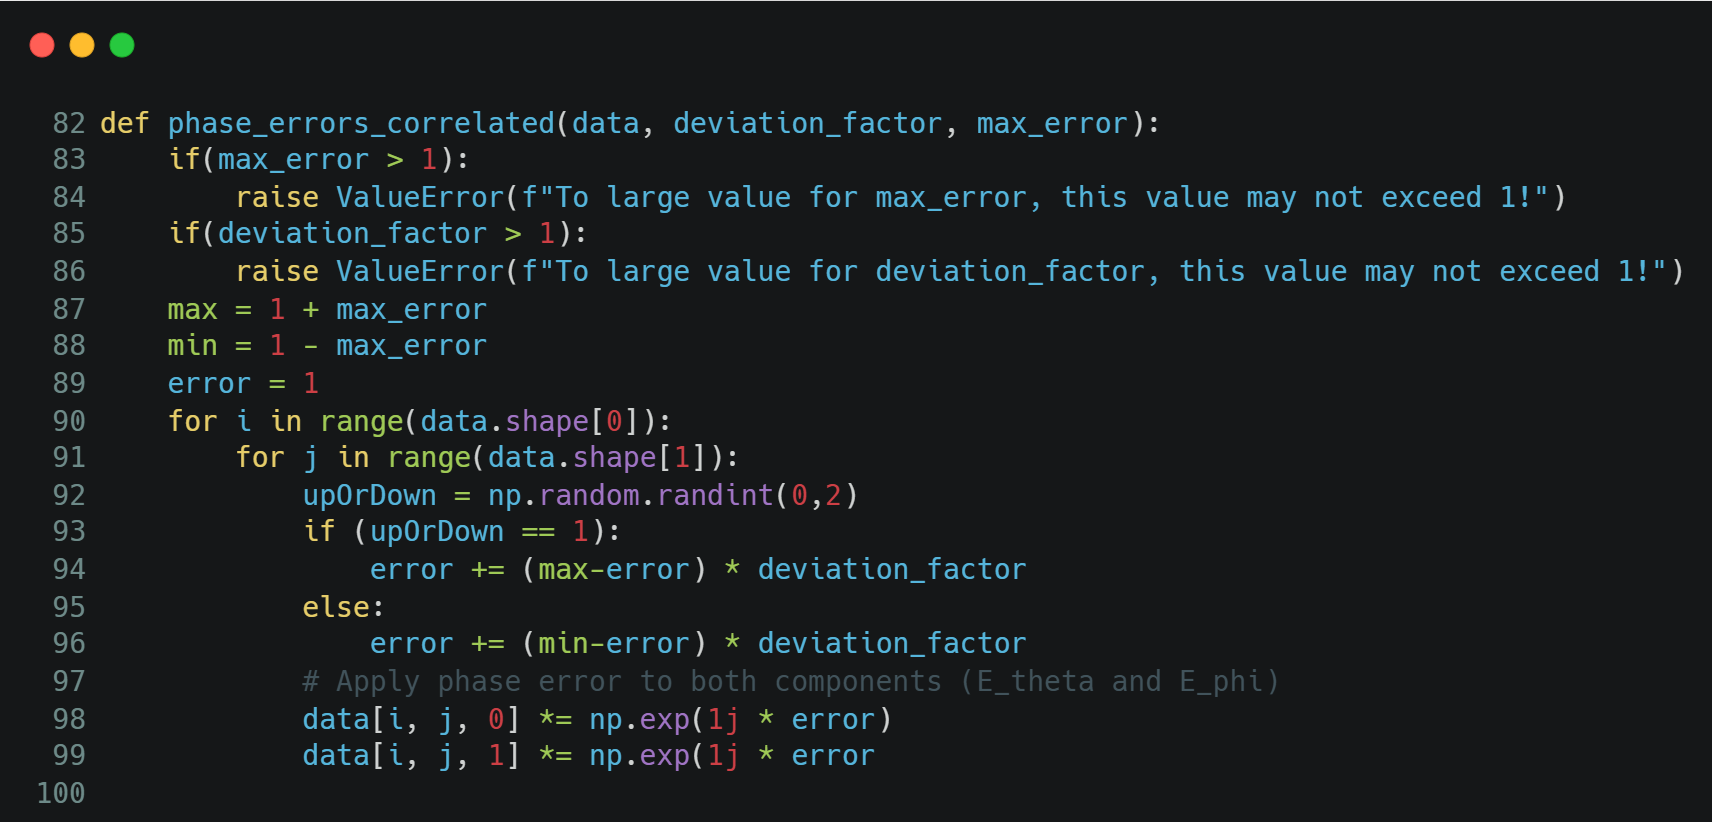 82 def phase_errors_correlated(data, deviation_factor, max_error):
83     if(max_error > 1):
84         raise ValueError(f"To large value for max_error, this value may not exceed 1!")
85     if(deviation_factor > 1):
86         raise ValueError(f"To large value for deviation_factor, this value may not exceed 1!")
87     max = 1 + max_error
88     min = 1 - max_error
89     error = 1
90     for i in range(data.shape[0]):
91         for j in range(data.shape[1]):
92             upOrDown = np.random.randint(0,2)
93             if (upOrDown == 1):
94                 error += (max-error) * deviation_factor
95             else:
96                 error += (min-error) * deviation_factor
97             # Apply phase error to both components (E_theta and E_phi)
98             data[i, j, 0] *= np.exp(1j * error)
99             data[i, j, 1] *= np.exp(1j * error
100